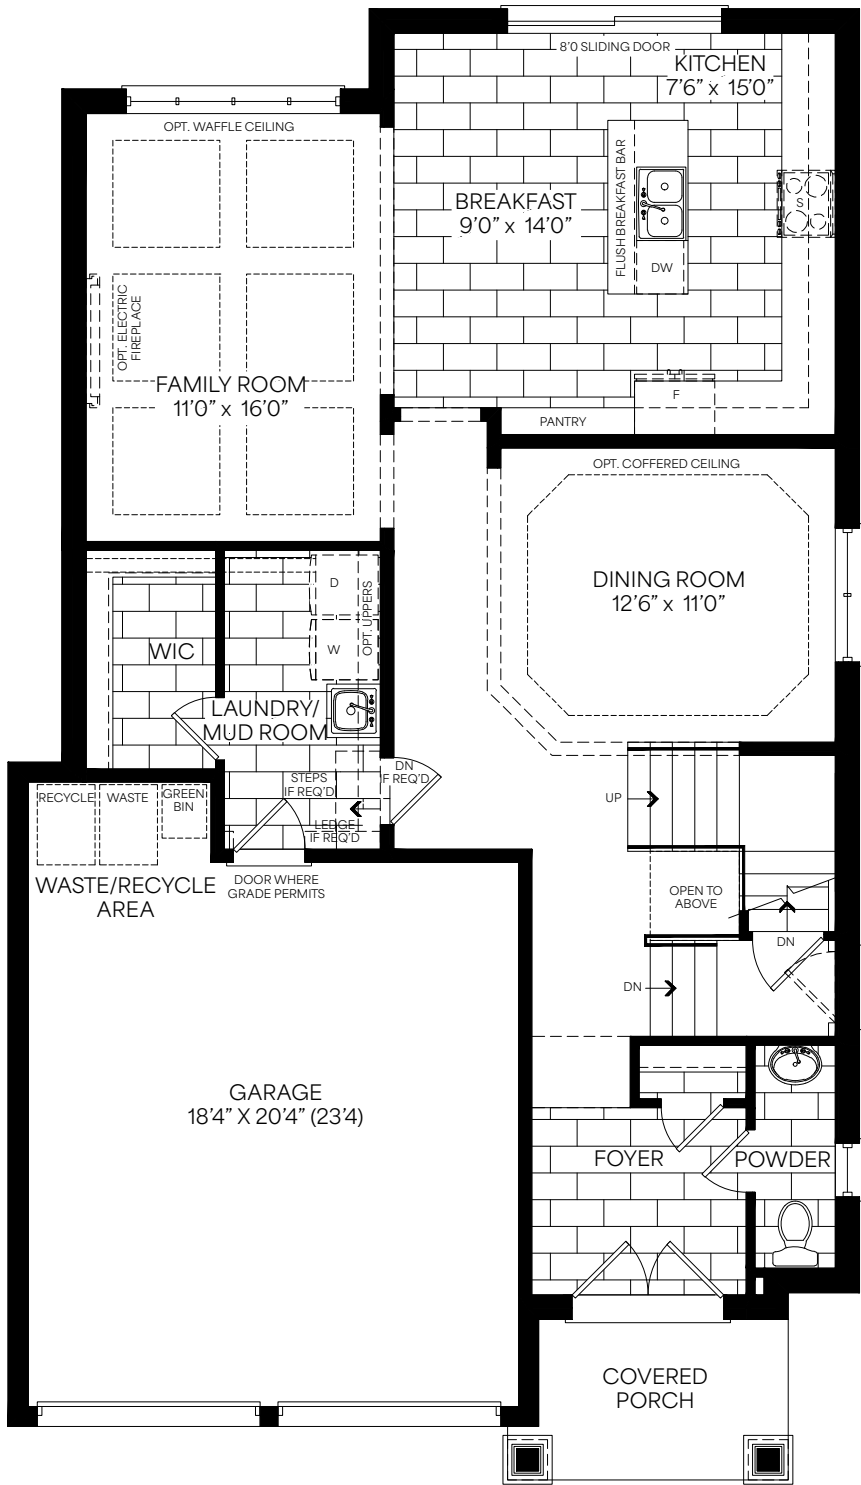 8'0 SLIDING DOOR
KITCHEN
7'6" x 15'0"
OPT. WAFFLE CEILING
BREAKFAST
9'0" x 14'0"
FLUSH BREAKFAST BAR
S
DW
OPT. ELECTRIC
FIREPLACE
FAMILY ROOM
11'0" x 16'0"
F
PANTRY
OPT. COFFERED CEILING
DINING ROOM
12'6" x 11'0"
D
W
OPT. UPPERS
WIC
LAUNDRY/
MUD ROOM
DN
IF REQ'D
STEPS
IF REQ'D
LEDGE
IF REQ'D
RECYCLE
WASTE
GREEN
BIN
WASTE/RECYCLE
AREA
DOOR WHERE
GRADE PERMITS
UP
OPEN TO
ABOVE
DN
DN
GARAGE
18'4" X 20'4" (23'4)
FOYER
POWDER
COVERED
PORCH